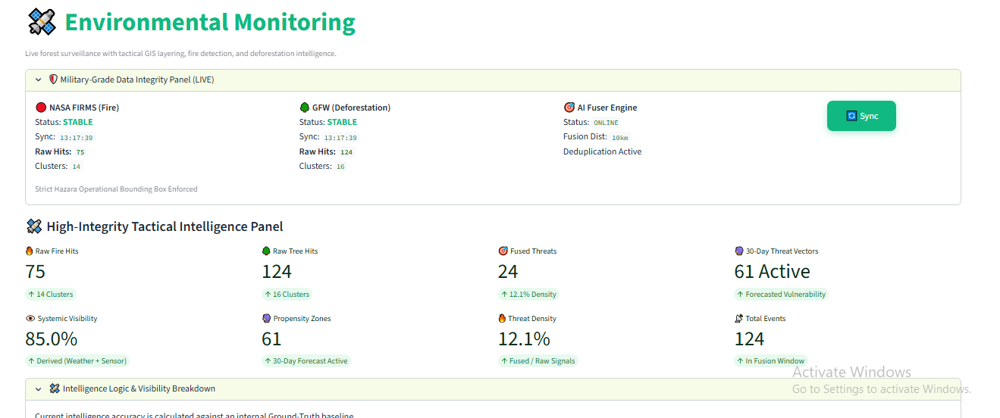 Environmental Monitoring
Live forest surveillance with tactical GIS layering, fire detection, and deforestation intelligence.
Military-Grade Data Integrity Panel (LIVE)
NASA FIRMS (Fire)
Status: STABLE
Sync: 13:17:39
Raw Hits: 75
Clusters: 14
GFW (Deforestation)
Status: STABLE
Sync: 13:17:39
Raw Hits: 124
Clusters: 16
AI Fuser Engine
Status: ONLINE
Fusion Dist: 10km
Deduplication Active
Sync
Strict Hazara Operational Bounding Box Enforced
High-Integrity Tactical Intelligence Panel
Raw Fire Hits
75
↑ 14 Clusters
Raw Tree Hits
124
↑ 16 Clusters
Fused Threats
24
↑ 12.1% Density
30-Day Threat Vectors
61 Active
↑ Forecasted Vulnerability
Systemic Visibility
85.0%
↑ Derived (Weather + Sensor)
Propensity Zones
61
↑ 30-Day Forecast Active
Threat Density
12.1%
↑ Fused / Raw Signals
Total Events
124
↑ In Fusion Window
Activate Windows
Go to Settings to activate Windows.
Intelligence Logic & Visibility Breakdown
Current intelligence accuracy is calculated against an internal Ground-Truth baseline